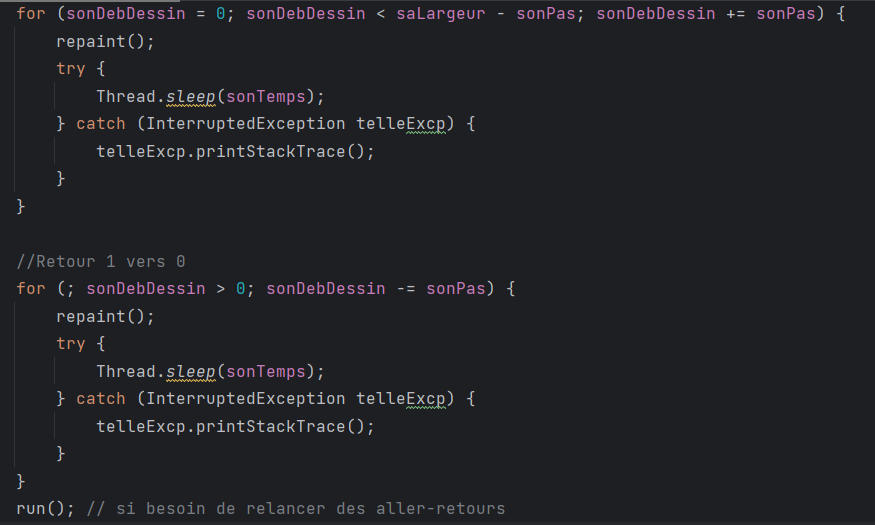 for (sonDebDessin = 0; sonDebDessin < saLargeur - sonPas; sonDebDessin += sonPas) {
    repaint();
    try {
        Thread.sleep(sonTemps);
    } catch (InterruptedException telleExcp) {
        telleExcp.printStackTrace();
    }
}

//Retour 1 vers 0
for (; sonDebDessin > 0; sonDebDessin -= sonPas) {
    repaint();
    try {
        Thread.sleep(sonTemps);
    } catch (InterruptedException telleExcp) {
        telleExcp.printStackTrace();
    }
}
run(); // si besoin de relancer des aller-retours